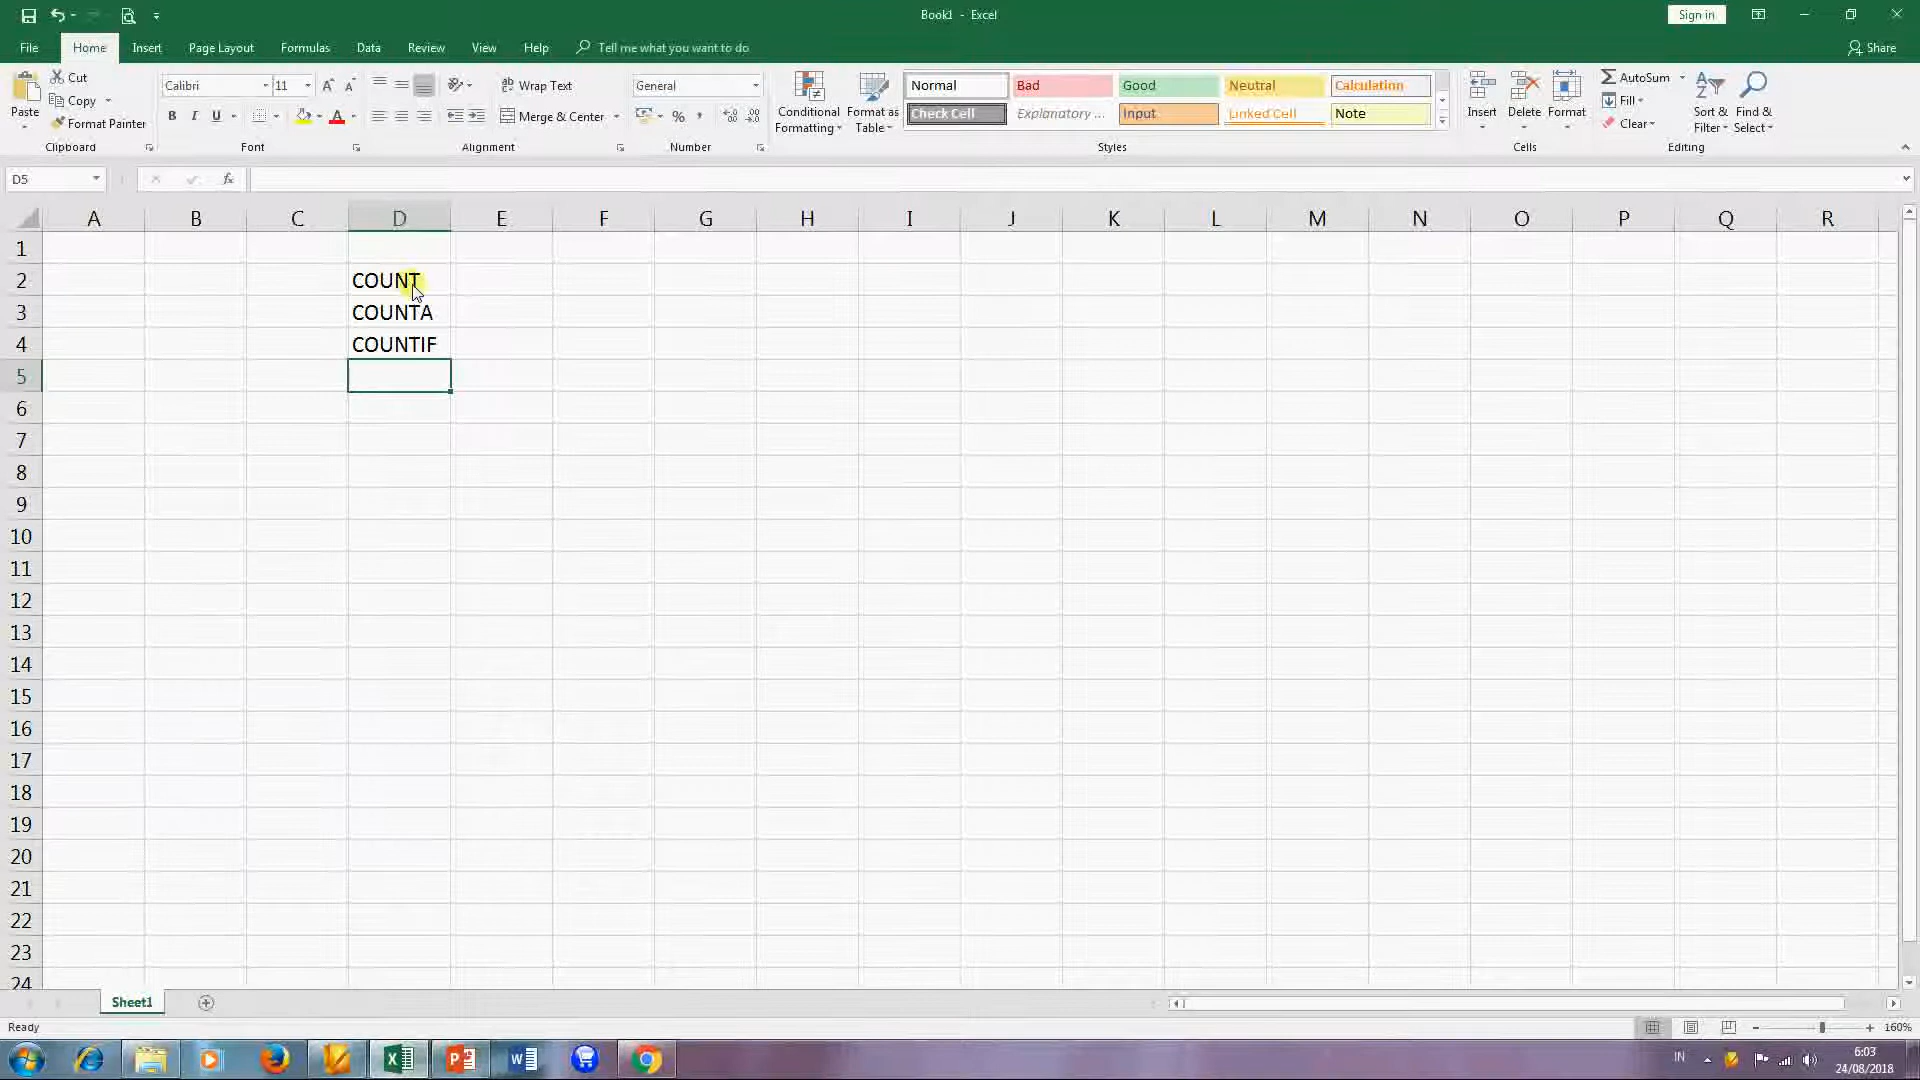 Book1 - Excel
Sign in
File Home Insert Page Layout Formulas Data Review View Help Tell me what you want to do Share
Paste
Cut
Copy
Format Painter
Clipboard
Calibri 11
B I U
Font
Wrap Text
Merge & Center
Alignment
General
%
Number
Conditional Formatting
Format as Table
Normal Bad Good Neutral Calculation
Check Cell Explanatory ... Input Linked Cell Note
Styles
Insert Delete Format
Cells
AutoSum
Fill
Clear
Sort & Filter
Find & Select
Editing
D5 fx
A B C D E F G H I J K L M N O P Q R
1
2 COUNT
3 COUNTA
4 COUNTIF
5
6
7
8
9
10
11
12
13
14
15
16
17
18
19
20
21
22
23
24
Sheet1
Ready 160%
IN 6:03
24/08/2018